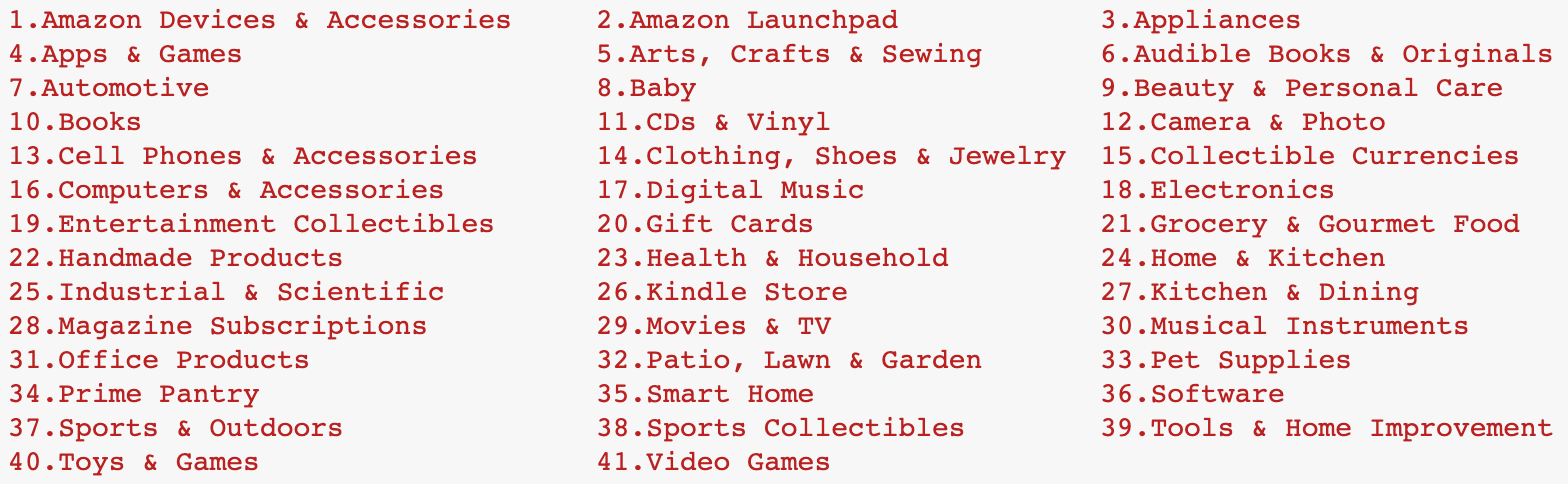 1.Amazon Devices & Accessories 2.Amazon Launchpad 3.Appliances
4.Apps & Games 5.Arts, Crafts & Sewing 6.Audible Books & Originals
7.Automotive 8.Baby 9.Beauty & Personal Care
10.Books 11.CDs & Vinyl 12.Camera & Photo
13.Cell Phones & Accessories 14.Clothing, Shoes & Jewelry 15.Collectible Currencies
16.Computers & Accessories 17.Digital Music 18.Electronics
19.Entertainment Collectibles 20.Gift Cards 21.Grocery & Gourmet Food
22.Handmade Products 23.Health & Household 24.Home & Kitchen
25.Industrial & Scientific 26.Kindle Store 27.Kitchen & Dining
28.Magazine Subscriptions 29.Movies & TV 30.Musical Instruments
31.Office Products 32.Patio, Lawn & Garden 33.Pet Supplies
34.Prime Pantry 35.Smart Home 36.Software
37.Sports & Outdoors 38.Sports Collectibles 39.Tools & Home Improvement
40.Toys & Games 41.Video Games